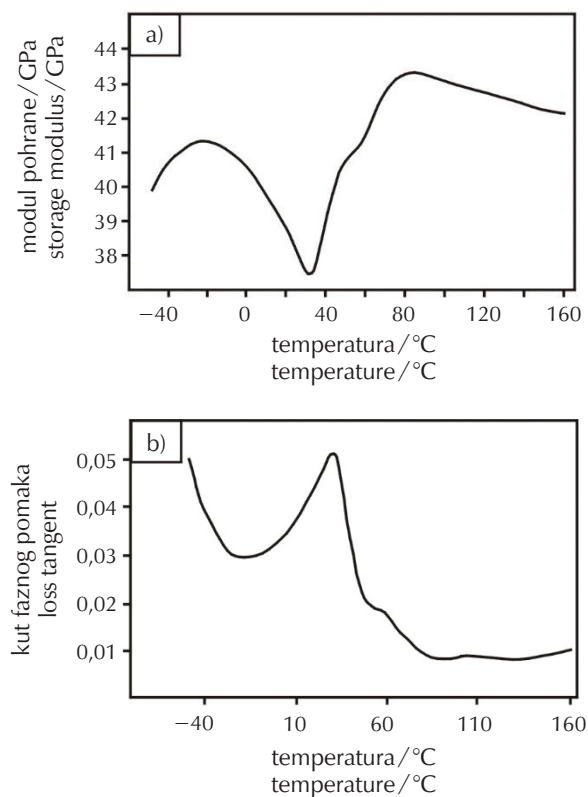 a)
modul pohrane/GPa
storage modulus/GPa
44
43
42
41
40
39
38
−40 0 40 80 120 160
temperatura/°C
temperature/°C
b)
kut faznog pomaka
loss tangent
0,05
0,04
0,03
0,02
0,01
−40 10 60 110 160
temperatura/°C
temperature/°C